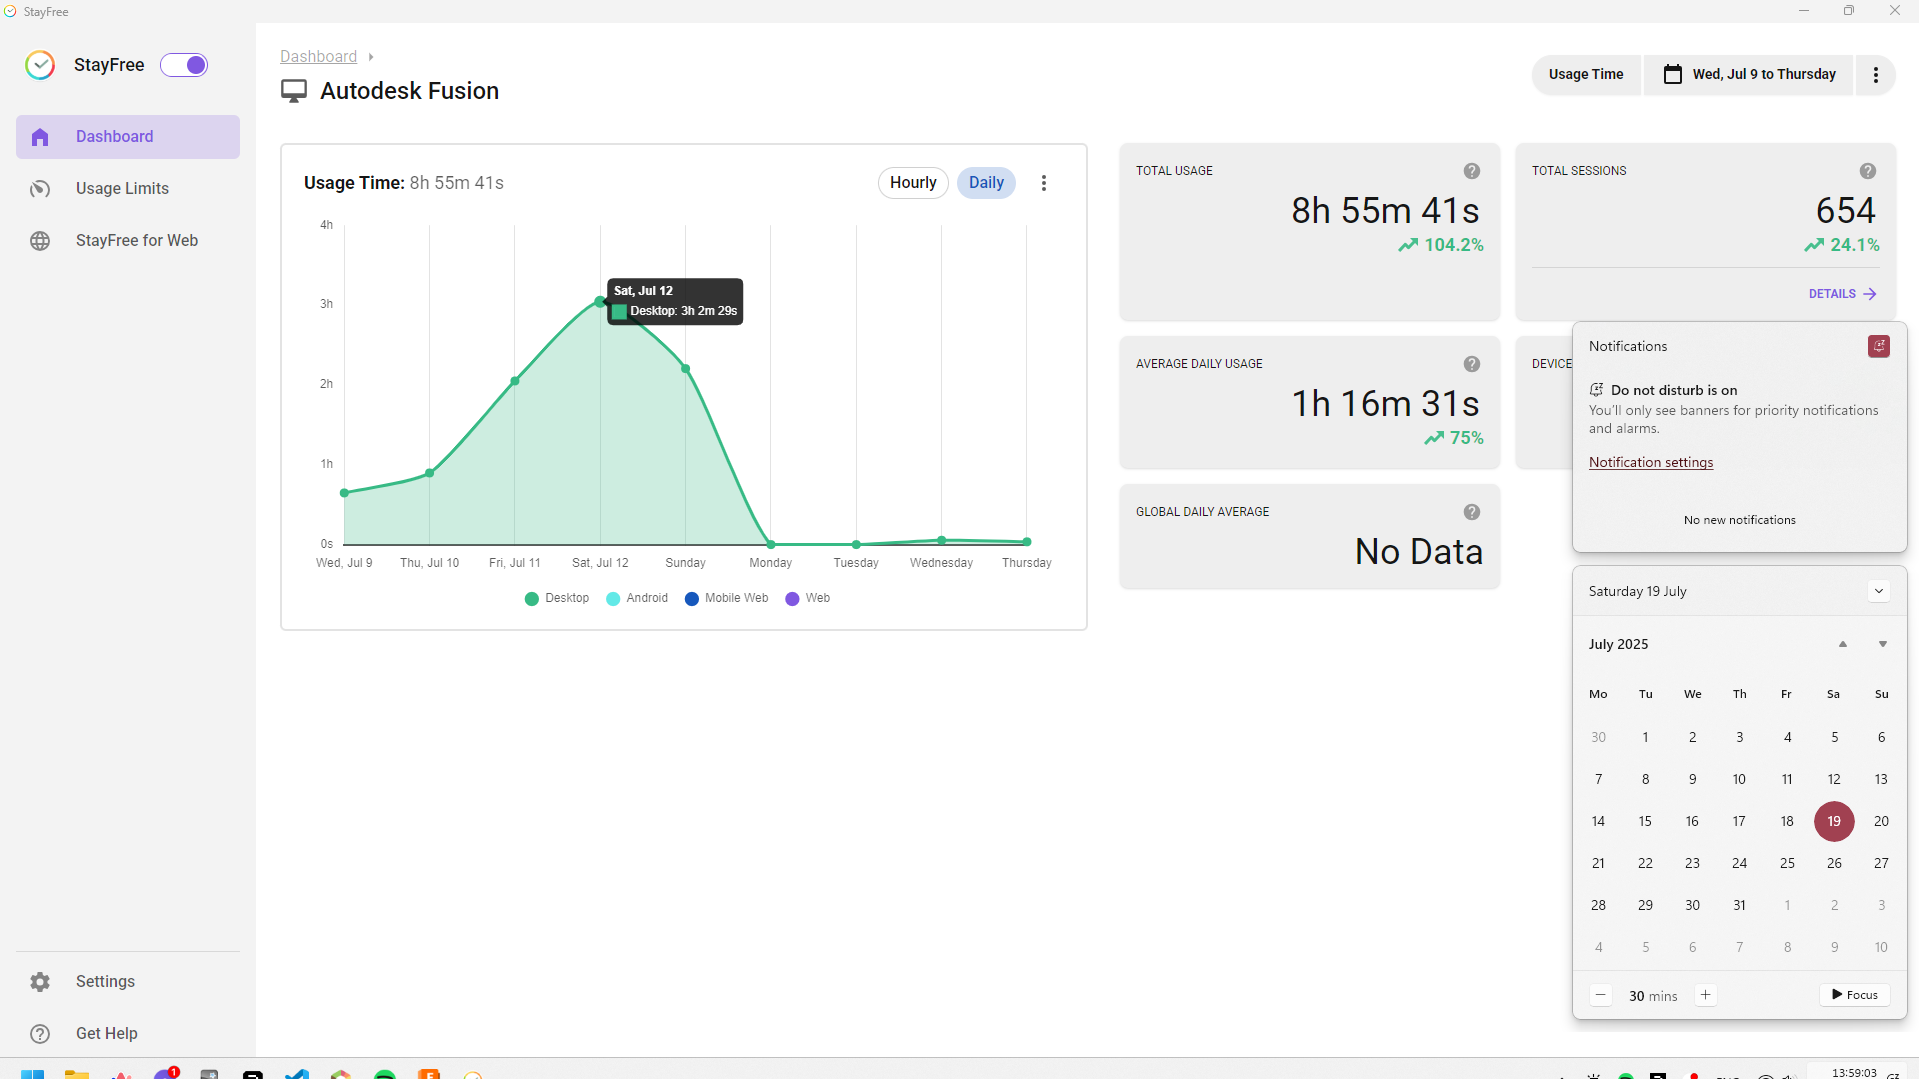 StayFree
StayFree
Dashboard
Usage Limits
StayFree for Web
Settings
Get Help
Dashboard
Autodesk Fusion
Usage Time
Wed, Jul 9 to Thursday
Usage Time: 8h 55m 41s
Hourly
Daily
4h
3h
2h
1h
0s
Sat, Jul 12
Desktop: 3h 2m 29s
Wed, Jul 9 Thu, Jul 10 Fri, Jul 11 Sat, Jul 12 Sunday Monday Tuesday Wednesday Thursday
Desktop Android Mobile Web Web
TOTAL USAGE
8h 55m 41s
104.2%
TOTAL SESSIONS
654
24.1%
DETAILS
AVERAGE DAILY USAGE
1h 16m 31s
75%
DEVICE
GLOBAL DAILY AVERAGE
No Data
Notifications
Do not disturb is on
You'll only see banners for priority notifications
and alarms.
Notification settings
No new notifications
Saturday 19 July
July 2025
Mo Tu We Th Fr Sa Su
30 1 2 3 4 5 6
7 8 9 10 11 12 13
14 15 16 17 18 19 20
21 22 23 24 25 26 27
28 29 30 31 1 2 3
4 5 6 7 8 9 10
30 mins
Focus
1
13:59:03